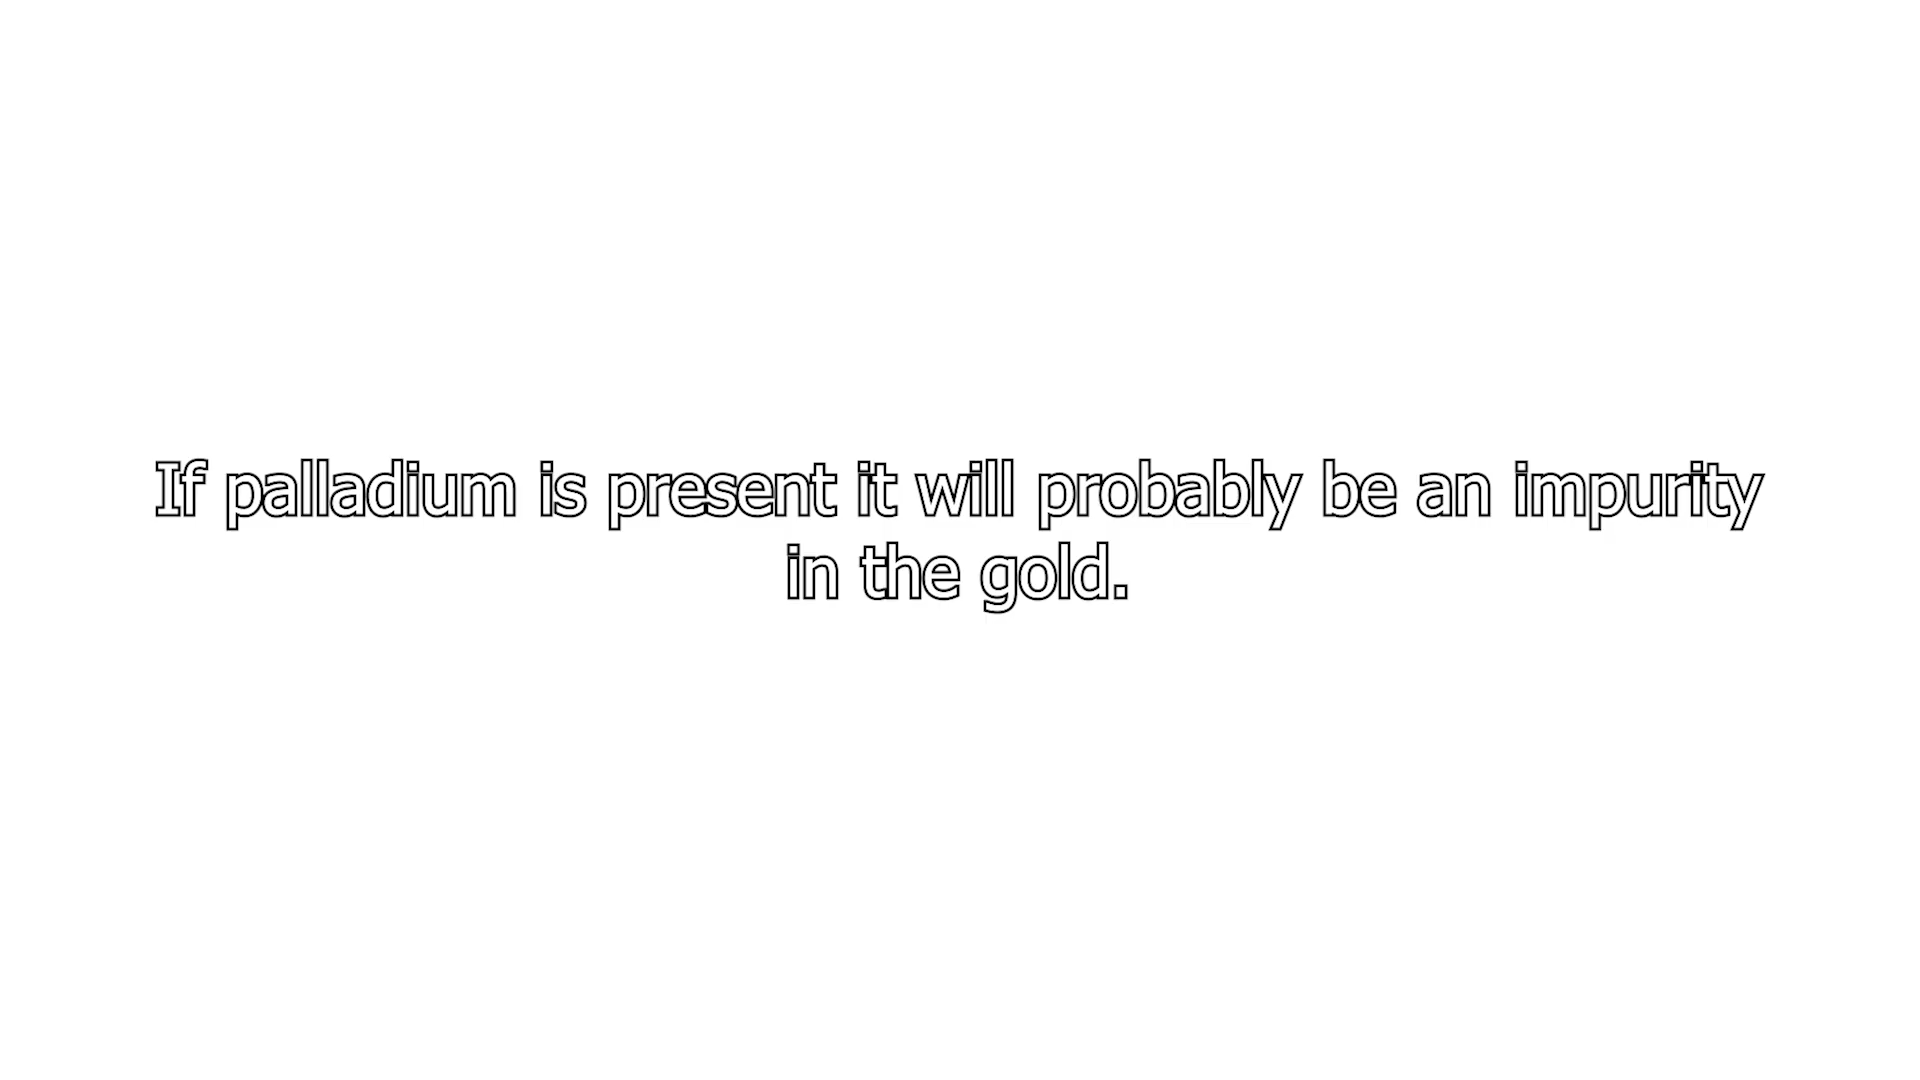 If palladium is present it will probably be an impurity
in the gold.